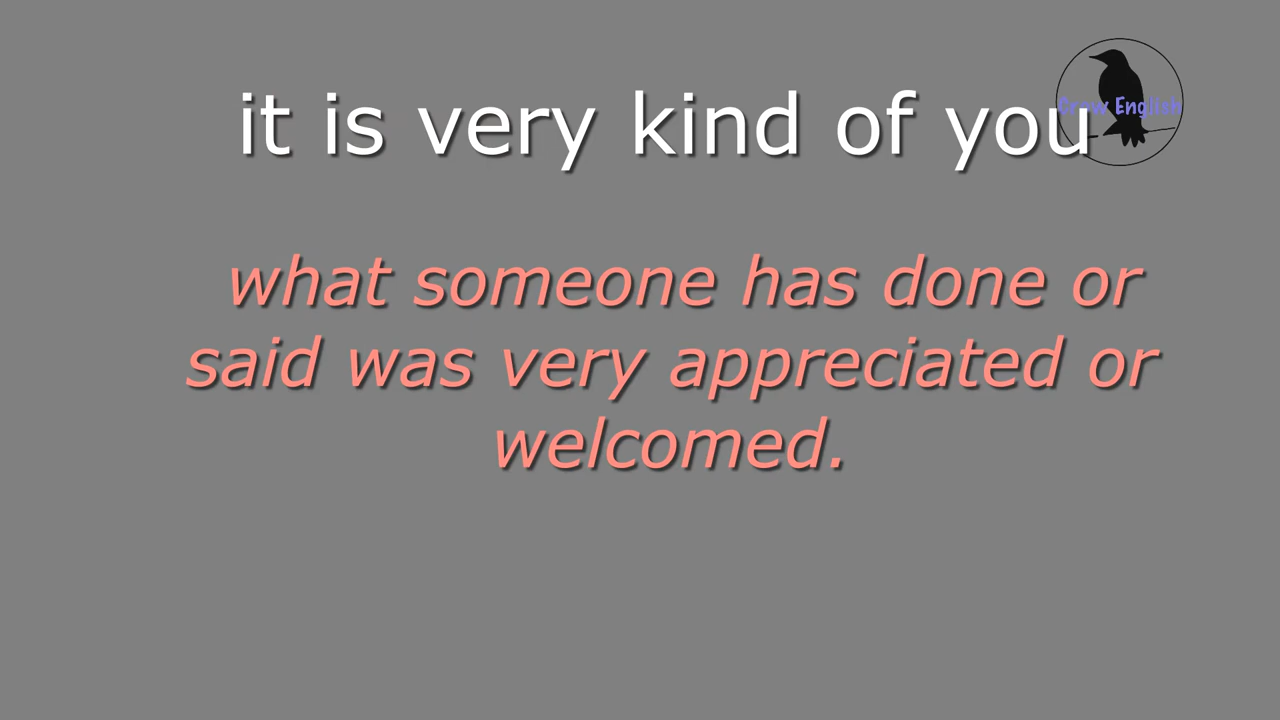 it is very kind of you
Crow English
what someone has done or
said was very appreciated or
welcomed.